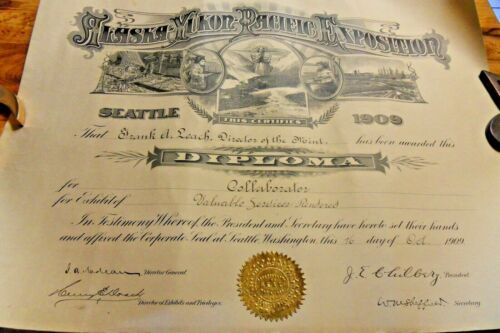 Alaska Yukon Pacific Exposition
SEATTLE 1909
THIS CERTIFIES
That Frank A. Leach, Director of the Mint, has been awarded this
DIPLOMA
for Collaborator
for Exhibit of Valuable Services Rendered
In Testimony Whereof, the President and Secretary have hereto set their hands
and affixed the Corporate Seal at Seattle, Washington, this 16 day of Oct. 1909.
Director General
J. E. Chilberg President
Henry E. Dosch
Director of Exhibits and Privileges
Secretary